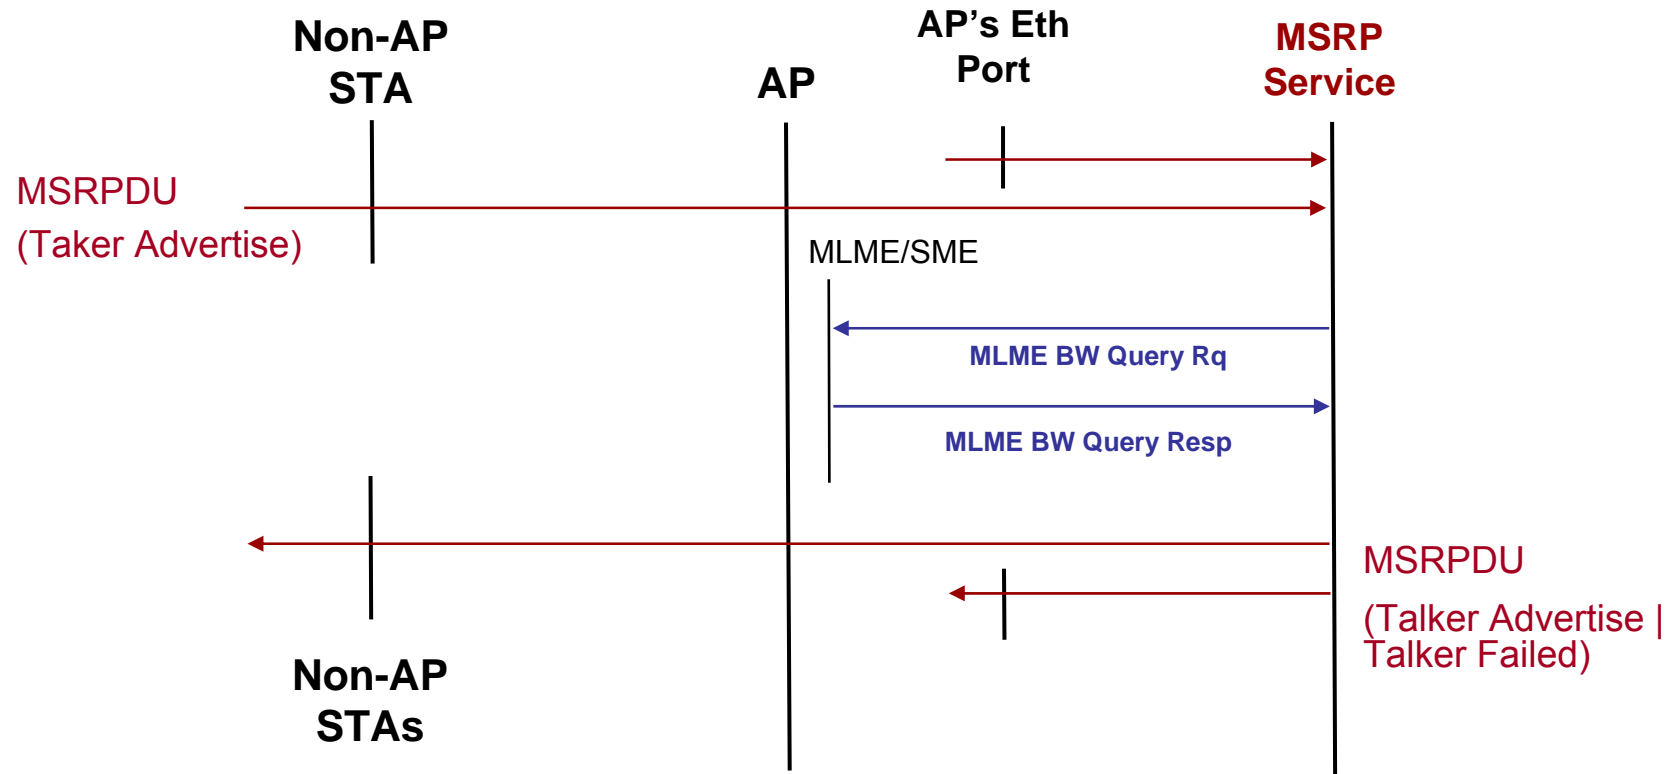 Non-AP
STA
AP
AP’s Eth
Port
MSRP
Service
MSRPDU
(Taker Advertise)
MLME/SME
MLME BW Query Rq
MLME BW Query Resp
MSRPDU
(Talker Advertise |
Talker Failed)
Non-AP
STAs